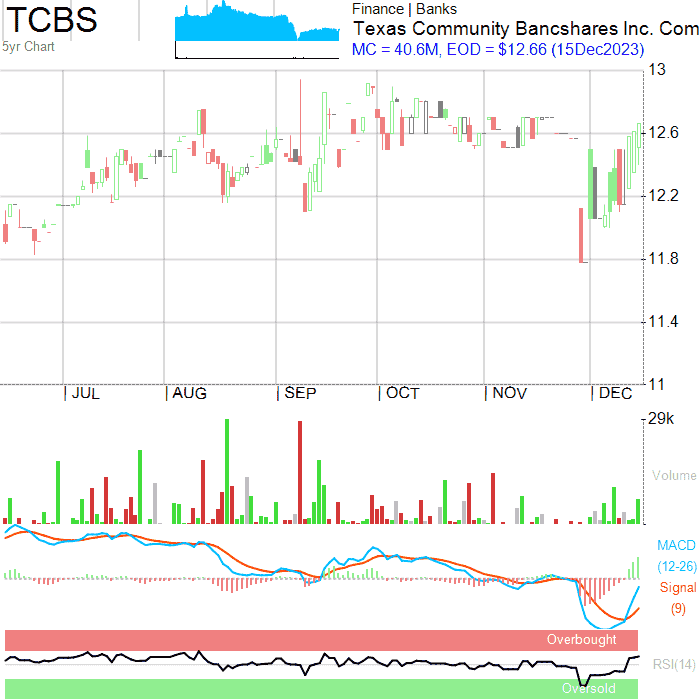 TCBS
5yr Chart
Finance | Banks
Texas Community Bancshares Inc. Com
MC = 40.6M, EOD = $12.66 (15Dec2023)
13
12.6
12.2
11.8
11.4
11
JUL AUG SEP OCT NOV DEC
29k
Volume
MACD
(12-26)
Signal
(9)
Overbought
RSI(14)
Oversold